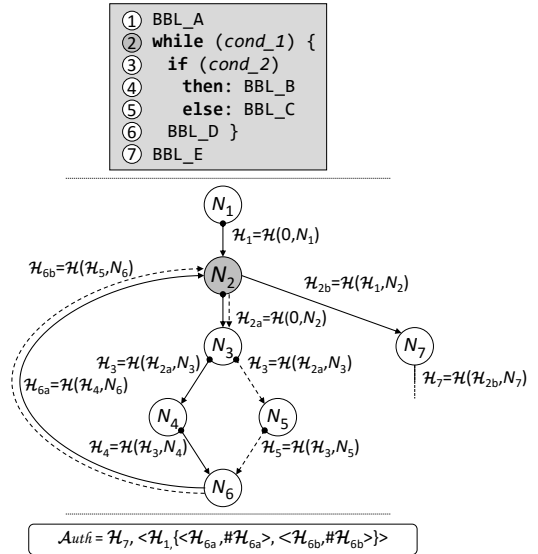 ① BBL_A
② while (cond_1) {
③ if (cond_2)
④ then: BBL_B
⑤ else: BBL_C
⑥ BBL_D }
⑦ BBL_E
N₁
ℋ₁=ℋ(0,N₁)
ℋ₆b=ℋ(ℋ₅,N₆)
N₂
ℋ₂b=ℋ(ℋ₁,N₂)
ℋ₂a=ℋ(0,N₂)
N₃
N₇
ℋ₃=ℋ(ℋ₂a,N₃)
ℋ₃=ℋ(ℋ₂a,N₃)
ℋ₇=ℋ(ℋ₂b,N₇)
ℋ₆a=ℋ(ℋ₄,N₆)
N₄
N₅
ℋ₄=ℋ(ℋ₃,N₄)
ℋ₅=ℋ(ℋ₃,N₅)
N₆
Auth = ℋ₇, <ℋ₁,{<ℋ₆a,#ℋ₆a>, <ℋ₆b,#ℋ₆b>}>